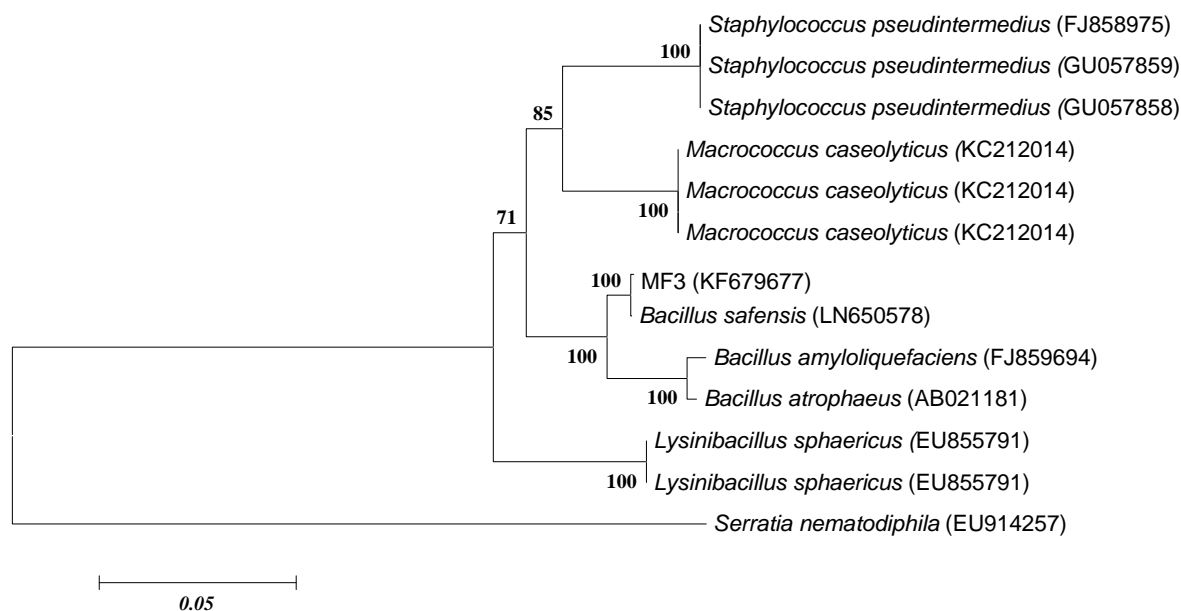 Staphylococcus pseudintermedius (FJ858975)
100
Staphylococcus pseudintermedius (GU057859)
Staphylococcus pseudintermedius (GU057858)
85
Macrococcus caseolyticus (KC212014)
Macrococcus caseolyticus (KC212014)
100
71
Macrococcus caseolyticus (KC212014)
100
MF3 (KF679677)
Bacillus safensis (LN650578)
100
Bacillus amyloliquefaciens (FJ859694)
100
Bacillus atrophaeus (AB021181)
Lysinibacillus sphaericus (EU855791)
100
Lysinibacillus sphaericus (EU855791)
Serratia nematodiphila (EU914257)
0.05